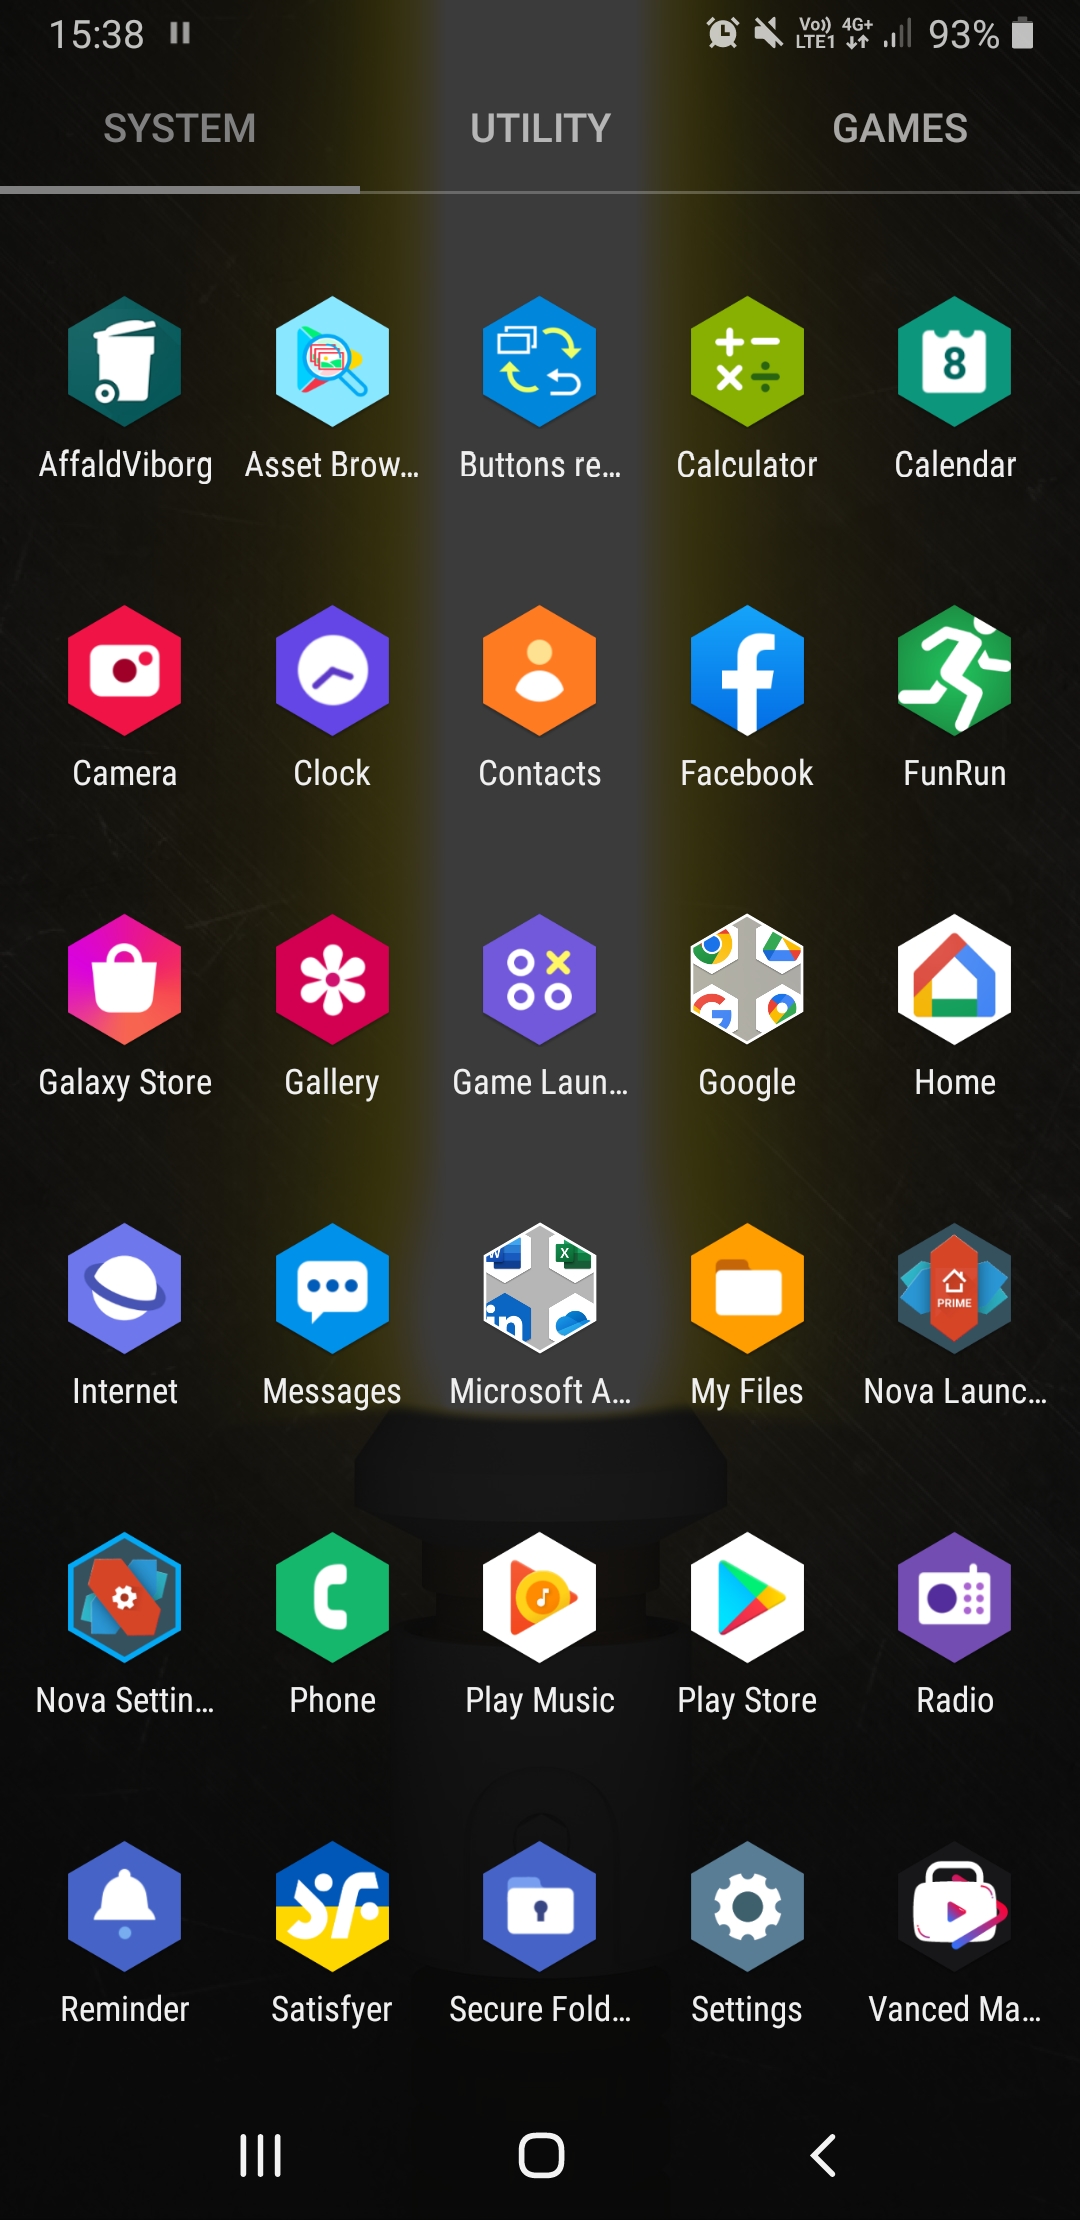 15:38 Vo)) LTE1 4G+ 93%
SYSTEM UTILITY GAMES
8
AffaldViborg Asset Brow... Buttons re... Calculator Calendar
Camera Clock Contacts Facebook FunRun
Galaxy Store Gallery Game Laun... Google Home
W X in PRIME
Internet Messages Microsoft A... My Files Nova Launc...
Nova Settin... Phone Play Music Play Store Radio
sf
Reminder Satisfyer Secure Fold... Settings Vanced Ma...